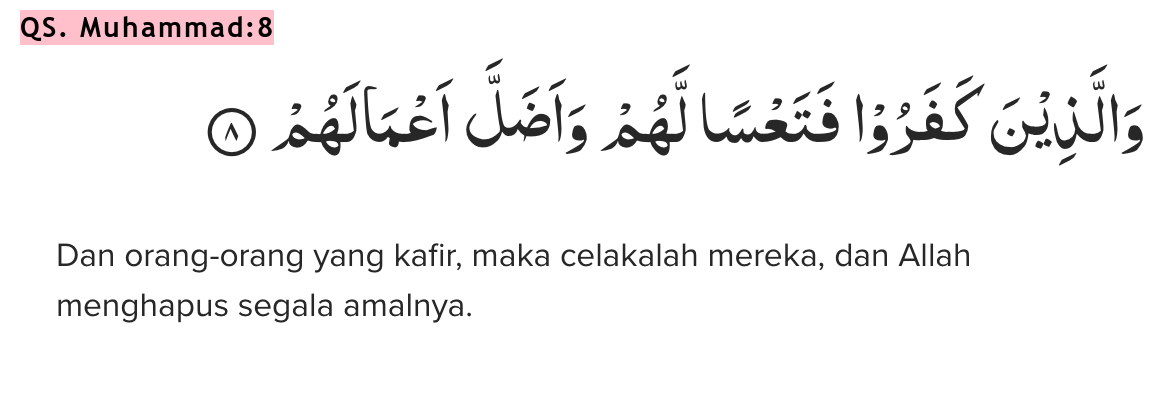 QS. Muhammad:8
وَالَّذِيْنَ كَفَرُوْا فَتَعْسًا لَّهُمْ وَاَضَلَّ اَعْمَالَهُمْ ٨
Dan orang-orang yang kafir, maka celakalah mereka, dan Allah
menghapus segala amalnya.